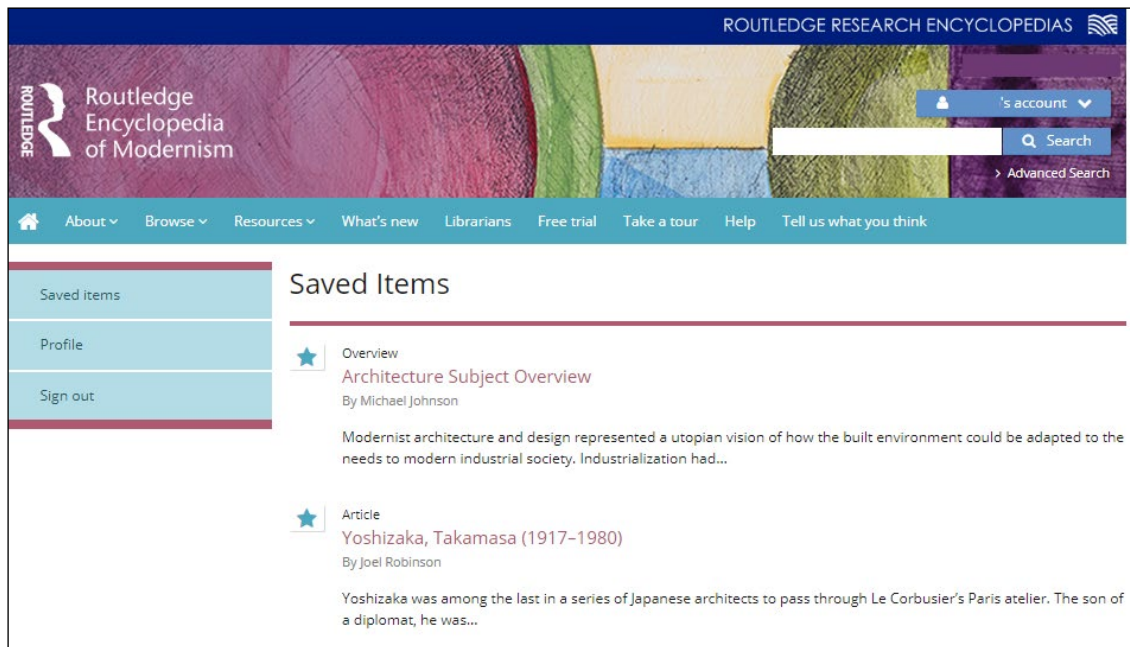 ROUTLEDGE RESEARCH ENCYCLOPEDIAS
ROUTLEDGE
Routledge
Encyclopedia
of Modernism
's account
Search
> Advanced Search
About
Browse
Resources
What's new
Librarians
Free trial
Take a tour
Help
Tell us what you think
Saved items
Profile
Sign out
Saved Items
Overview
Architecture Subject Overview
By Michael Johnson
Modernist architecture and design represented a utopian vision of how the built environment could be adapted to the
needs to modern industrial society. Industrialization had...
Article
Yoshizaka, Takamasa (1917–1980)
By Joel Robinson
Yoshizaka was among the last in a series of Japanese architects to pass through Le Corbusier's Paris atelier. The son of
a diplomat, he was...